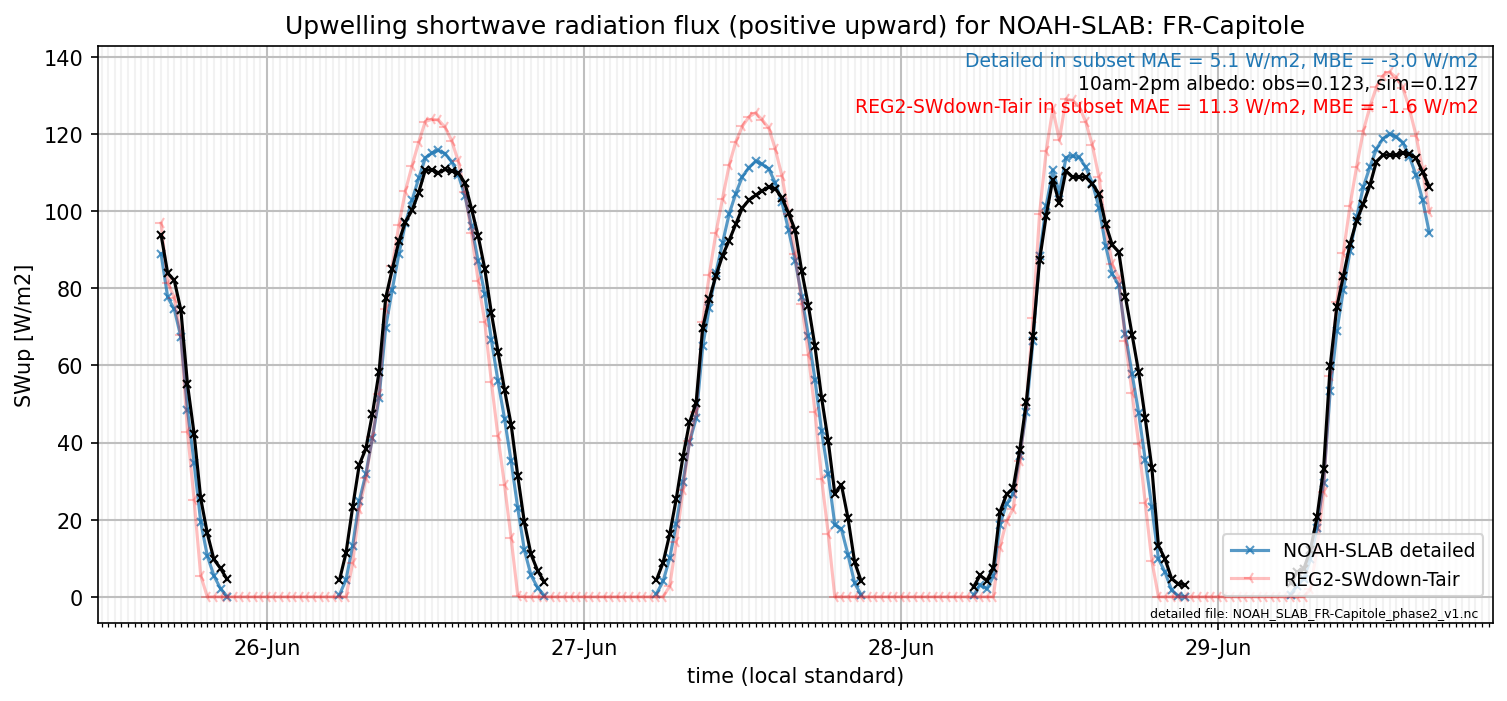 Upwelling shortwave radiation flux (positive upward) for NOAH-SLAB: FR-Capitole
Detailed in subset MAE = 5.1 W/m2, MBE = -3.0 W/m2
10am-2pm albedo: obs=0.123, sim=0.127
REG2-SWdown-Tair in subset MAE = 11.3 W/m2, MBE = -1.6 W/m2
SWup [W/m2]
140
120
100
80
60
40
20
0
NOAH-SLAB detailed
REG2-SWdown-Tair
detailed file: NOAH_SLAB_FR-Capitole_phase2_v1.nc
26-Jun 27-Jun 28-Jun 29-Jun
time (local standard)